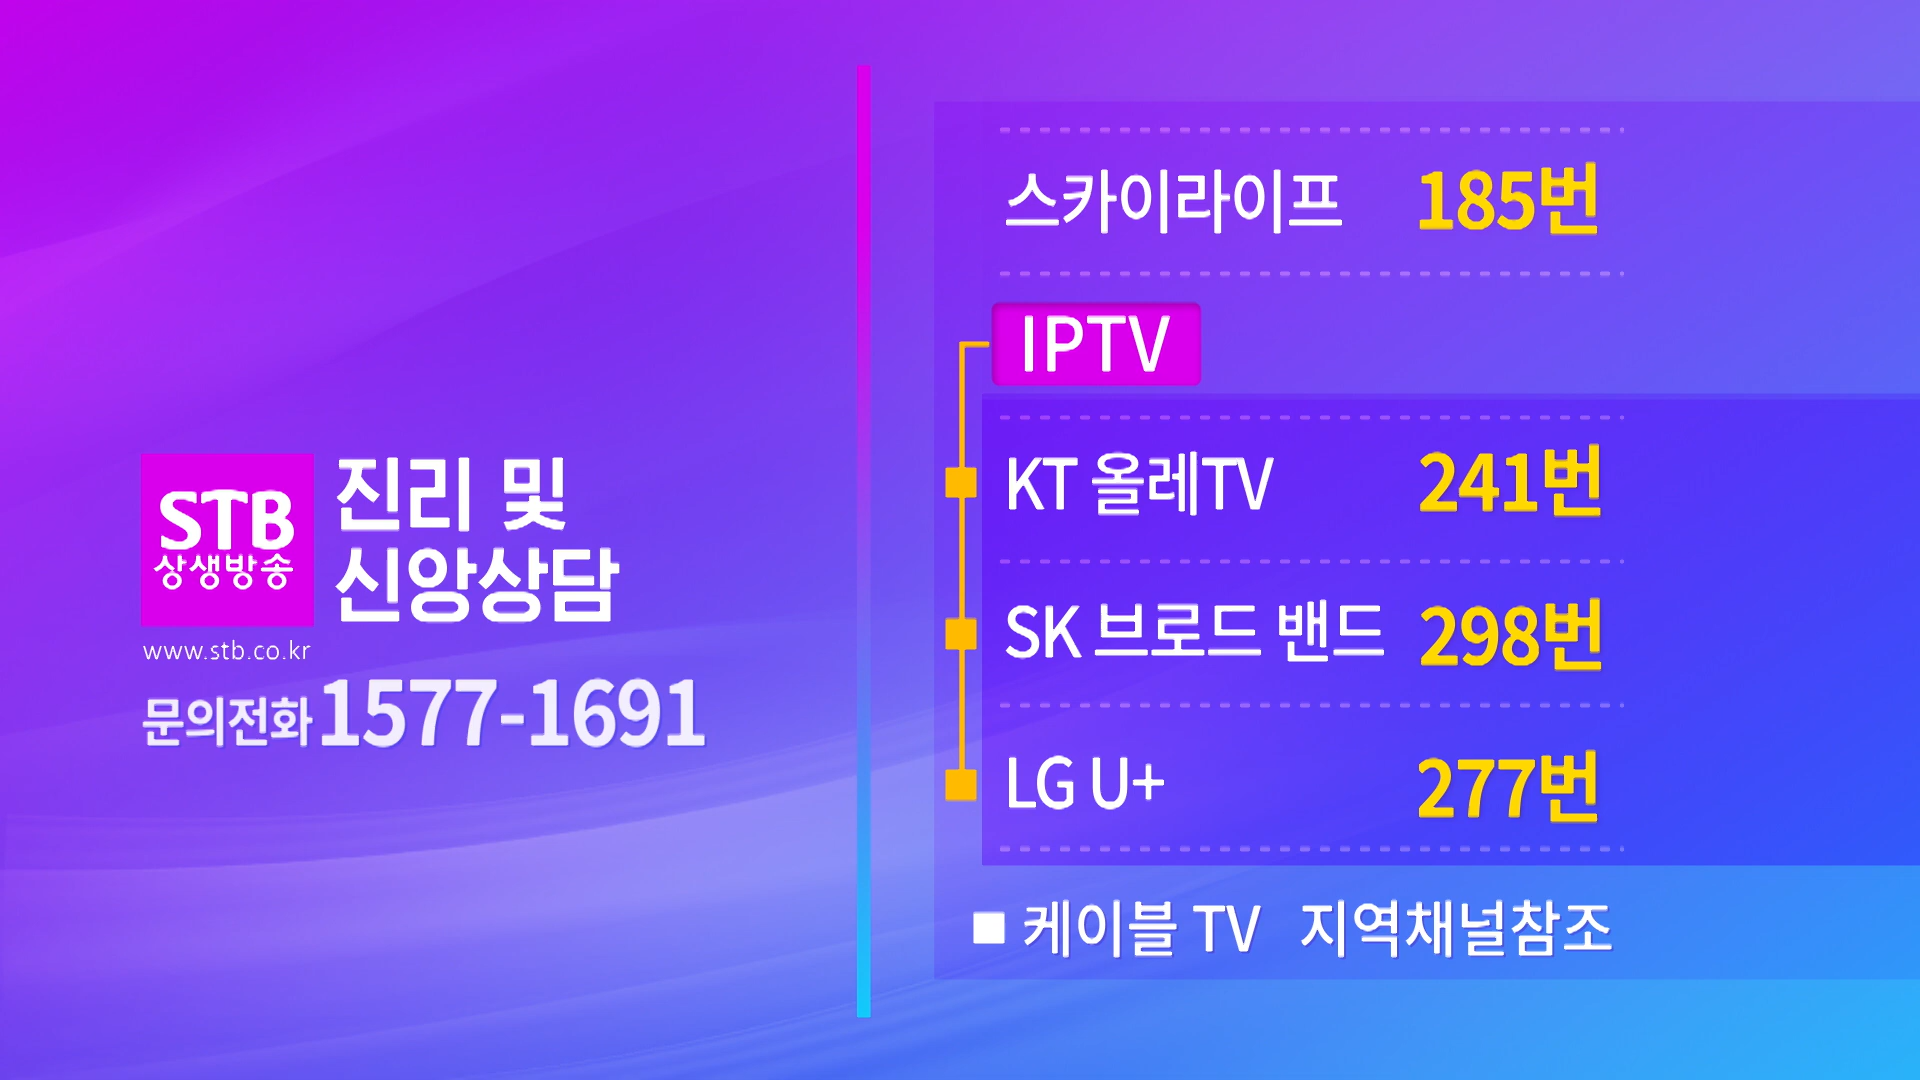 STB
상생방송
www.stb.co.kr
진리 및
신앙상담
문의전화 1577-1691
스카이라이프 185번
IPTV
KT 올레TV 241번
SK 브로드 밴드 298번
LG U+ 277번
케이블 TV 지역채널참조